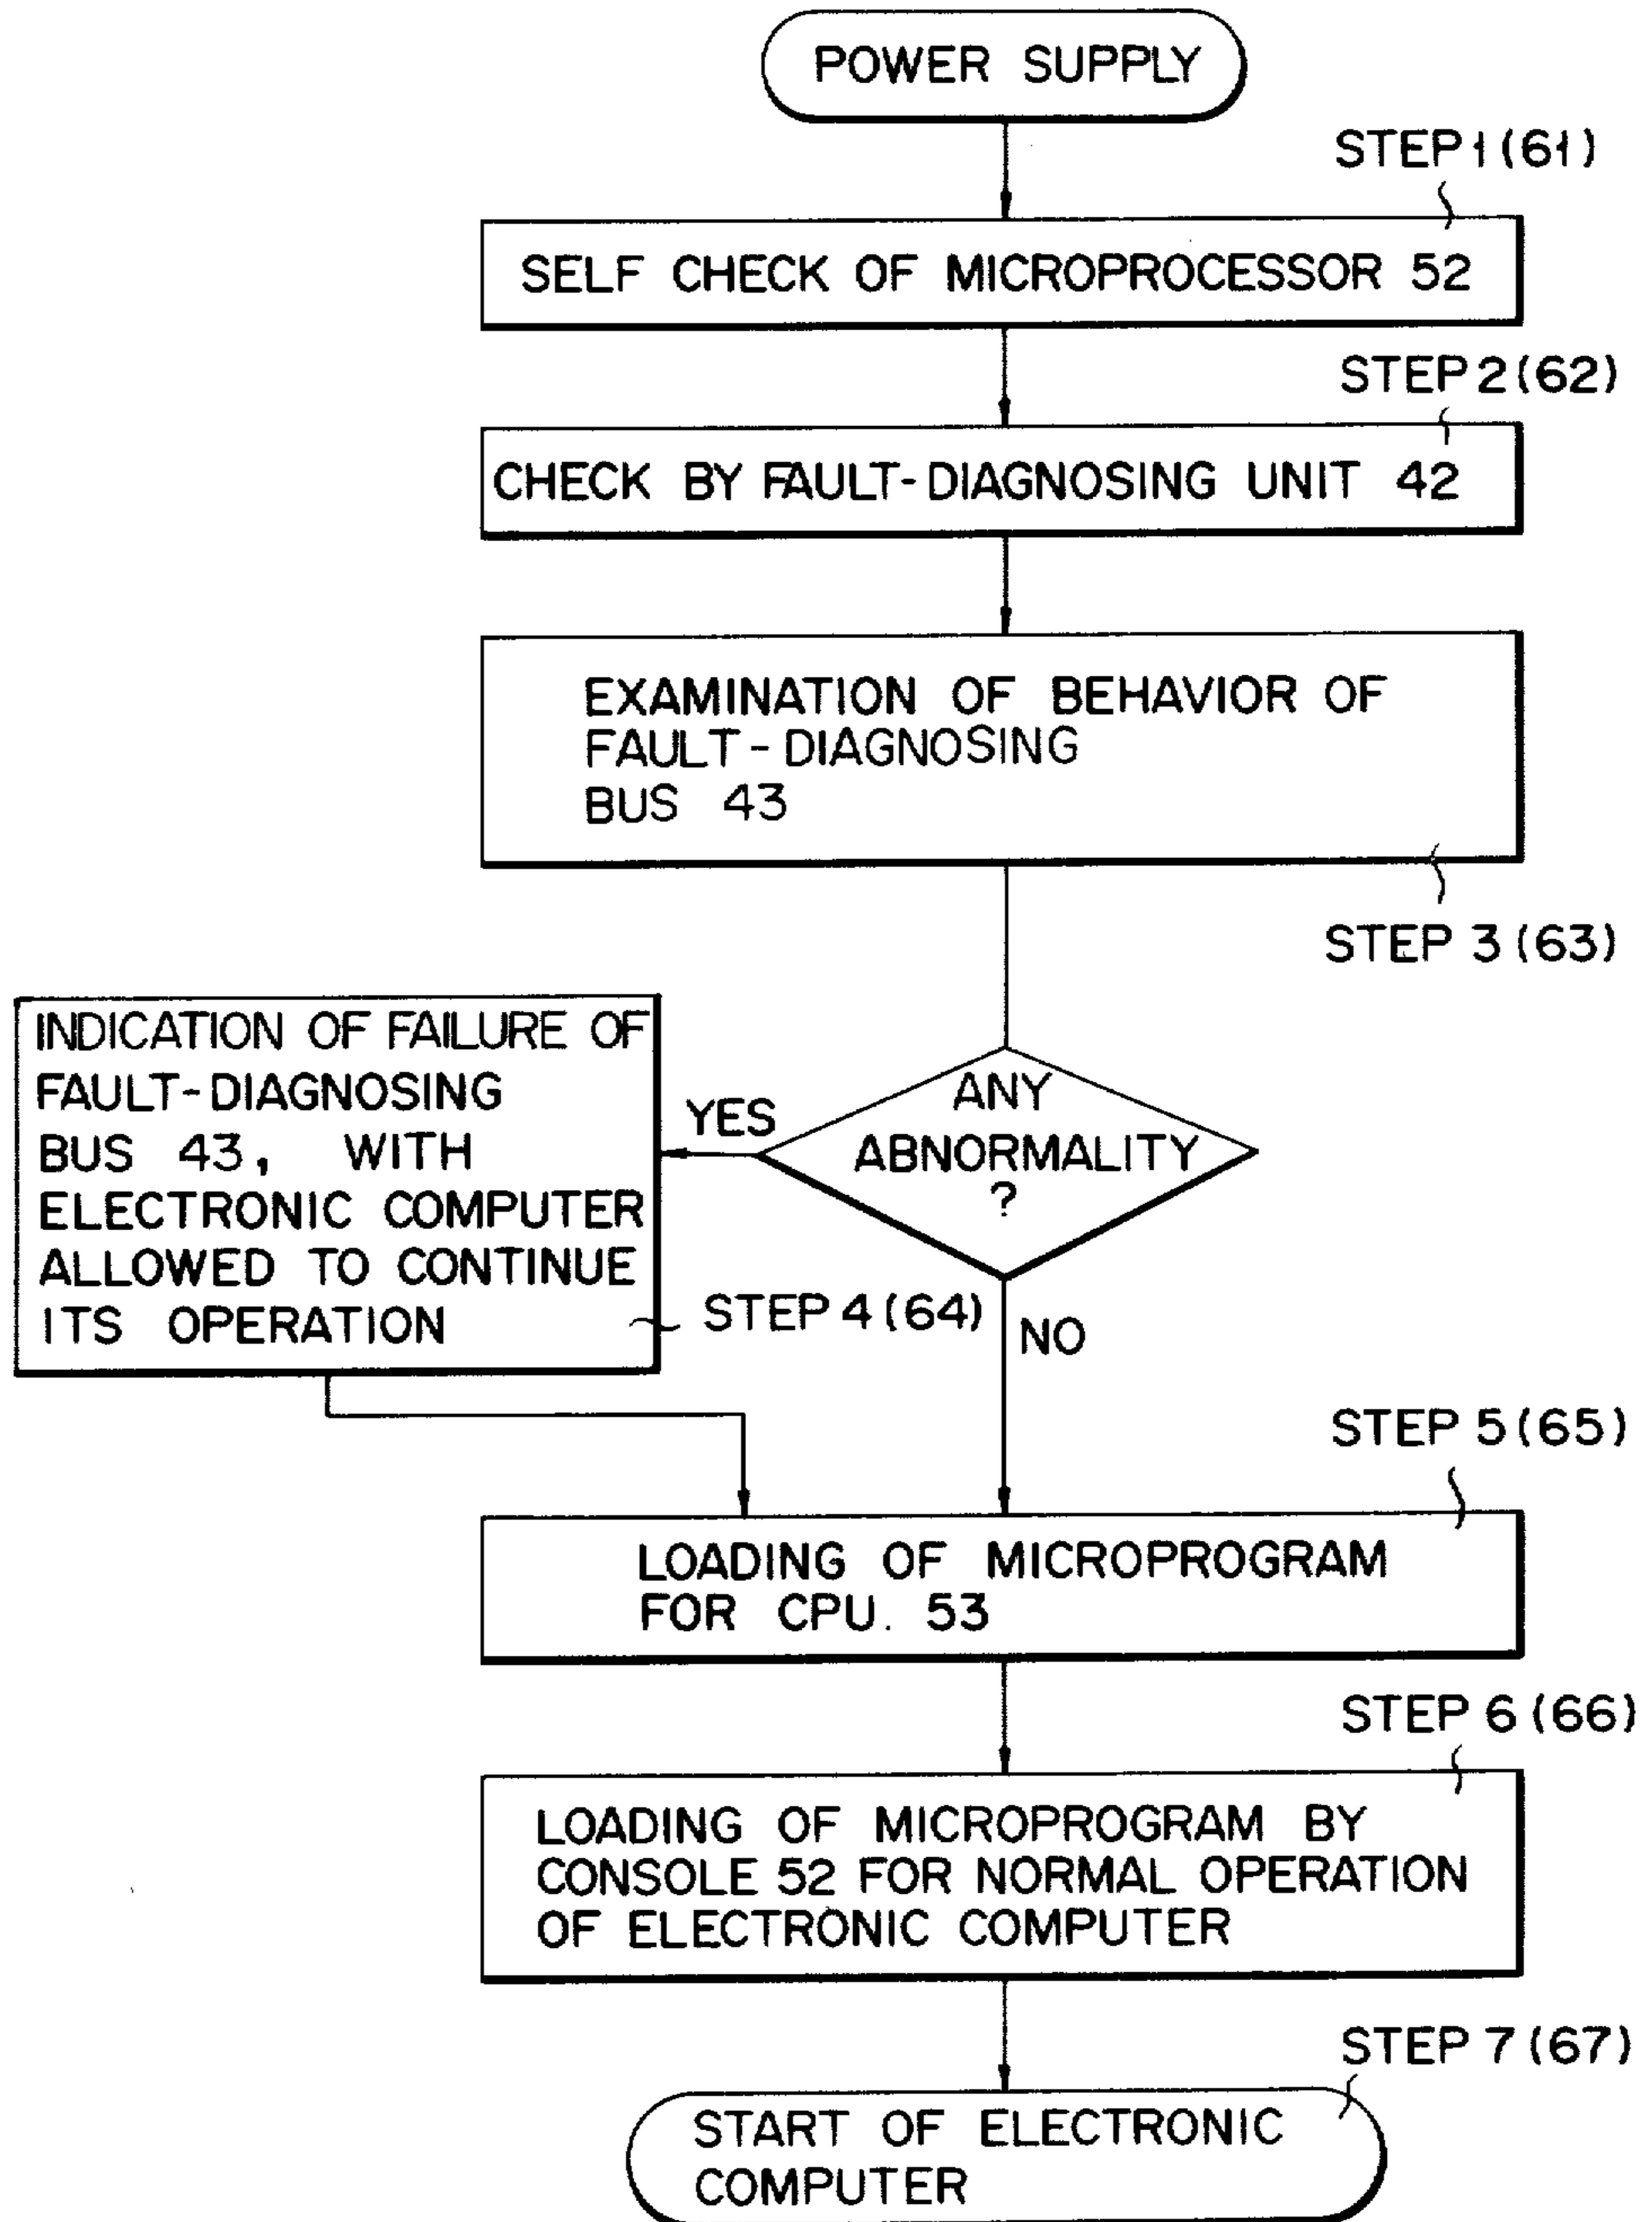 POWER SUPPLY
STEP 1 (61)
SELF CHECK OF MICROPROCESSOR 52
STEP 2 (62)
CHECK BY FAULT-DIAGNOSING UNIT 42
EXAMINATION OF BEHAVIOR OF
FAULT-DIAGNOSING
BUS 43
STEP 3 (63)
INDICATION OF FAILURE OF
FAULT-DIAGNOSING
BUS 43, WITH
ELECTRONIC COMPUTER
ALLOWED TO CONTINUE
ITS OPERATION
YES
ANY
ABNORMALITY
?
STEP 4 (64)
NO
STEP 5 (65)
LOADING OF MICROPROGRAM
FOR CPU. 53
STEP 6 (66)
LOADING OF MICROPROGRAM BY
CONSOLE 52 FOR NORMAL OPERATION
OF ELECTRONIC COMPUTER
STEP 7 (67)
START OF ELECTRONIC
COMPUTER